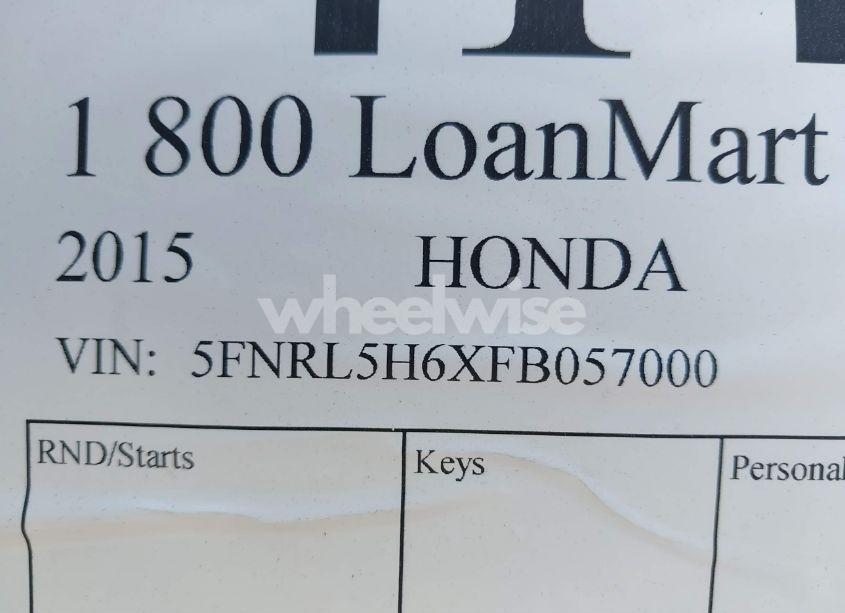 1 800 LoanMart
2015 HONDA
wheelwise
VIN: 5FNRL5H6XFB057000
RND/Starts Keys Personal